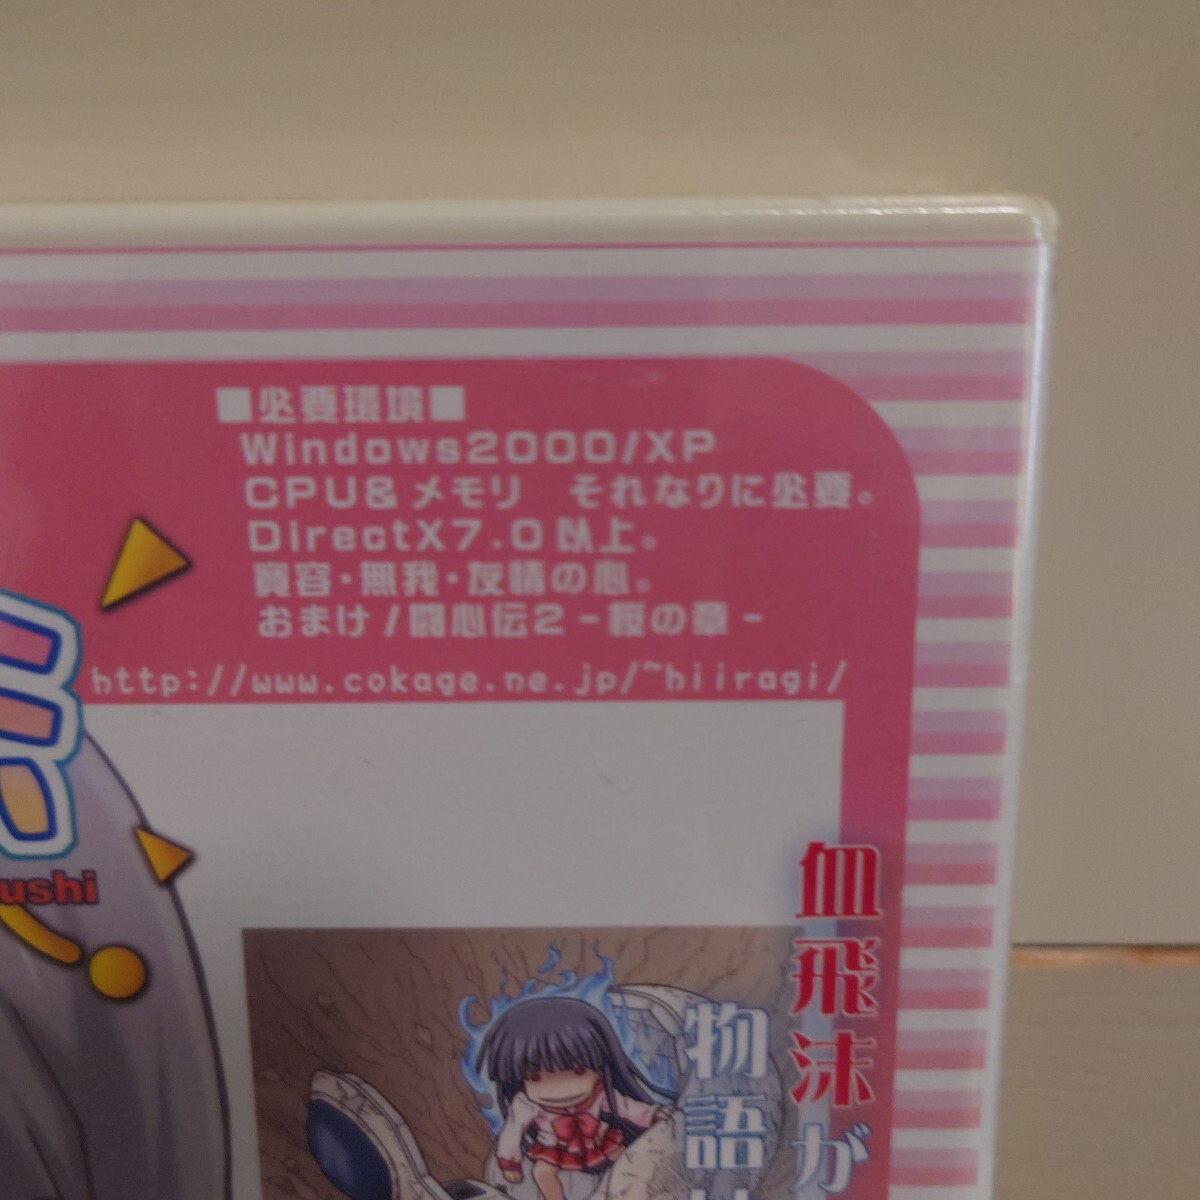 ■必要環境■
Windows2000/XP
CPU&メモリ　それなりに必要。
DirectX7.0以上。
寛容・無我・友情の心。
おまけ/闘心伝2-桜の章-
http://www.cokage.ne.jp/~hiiragi/
ushi
血飛沫が
物語